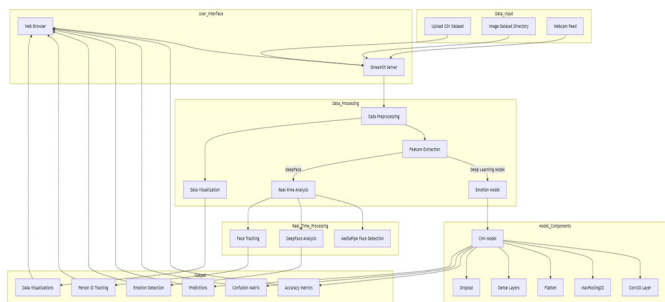 User_Interface
Data_Input
Web Browser
Upload CSV Dataset
Image Dataset Directory
Webcam Feed
Streamlit Server
Data_Processing
Data Preprocessing
Feature Extraction
DeepFace
Deep Learning Model
Data Visualization
Real time Analysis
Emotion Model
Real_Time_Processing
Face Tracking
DeepFace Analysis
MediaPipe Face Detection
Model_Components
CNN Model
Dropout
Dense Layers
Flatten
MaxPooling2D
Conv2D Layer
Output
Data Visualizations
Person ID Tracking
Emotion Detection
Predictions
Confusion Matrix
Accuracy Metrics